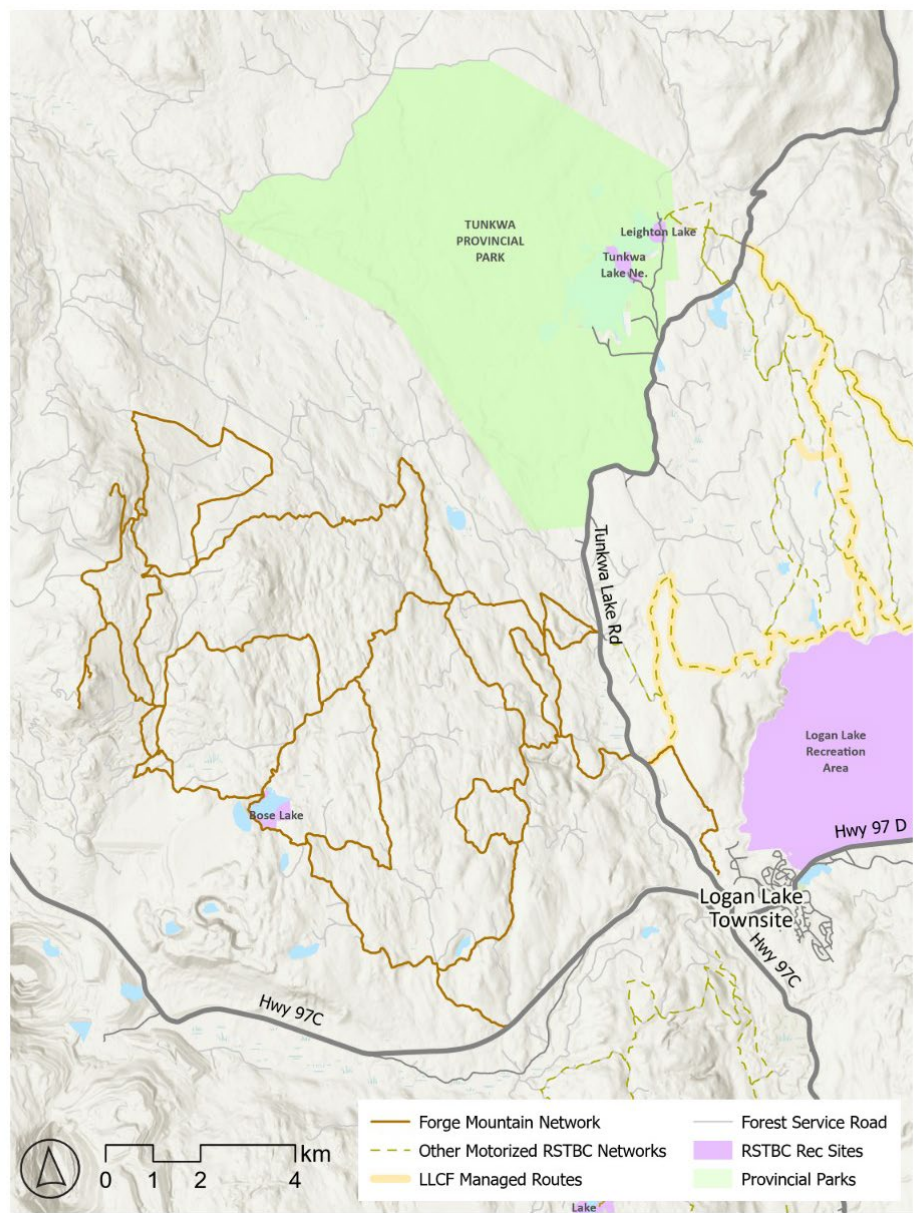 TUNKWA
PROVINCIAL
PARK
Leighton Lake
Tunkwa
Lake Ne.
Tunkwa Lake Rd
Logan Lake
Recreation
Area
Bose Lake
Hwy 97 D
Logan Lake
Townsite
Hwy 97C
Hwy 97C
Forge Mountain Network
Other Motorized RSTBC Networks
LLCF Managed Routes
Forest Service Road
RSTBC Rec Sites
Provincial Parks
km
0 1 2 4
Lake